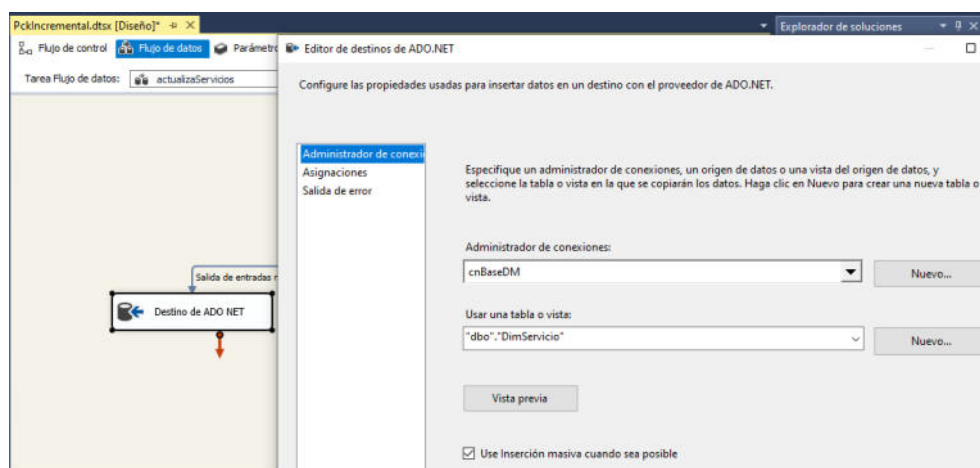 PckIncremental.dtsx [Diseño]*
Explorador de soluciones
Flujo de control
Flujo de datos
Parámetro
Tarea Flujo de datos:
actualizaServicios
Editor de destinos de ADO.NET
Configure las propiedades usadas para insertar datos en un destino con el proveedor de ADO.NET.
Administrador de conexi
Asignaciones
Salida de error
Especifique un administrador de conexiones, un origen de datos o una vista del origen de datos, y
seleccione la tabla o vista en la que se copiarán los datos. Haga clic en Nuevo para crear una nueva tabla o
vista.
Administrador de conexiones:
cnBaseDM
Nuevo...
Usar una tabla o vista:
"dbo"."DimServicio"
Nuevo...
Vista previa
Use Inserción masiva cuando sea posible
Salida de entradas
Destino de ADO NET